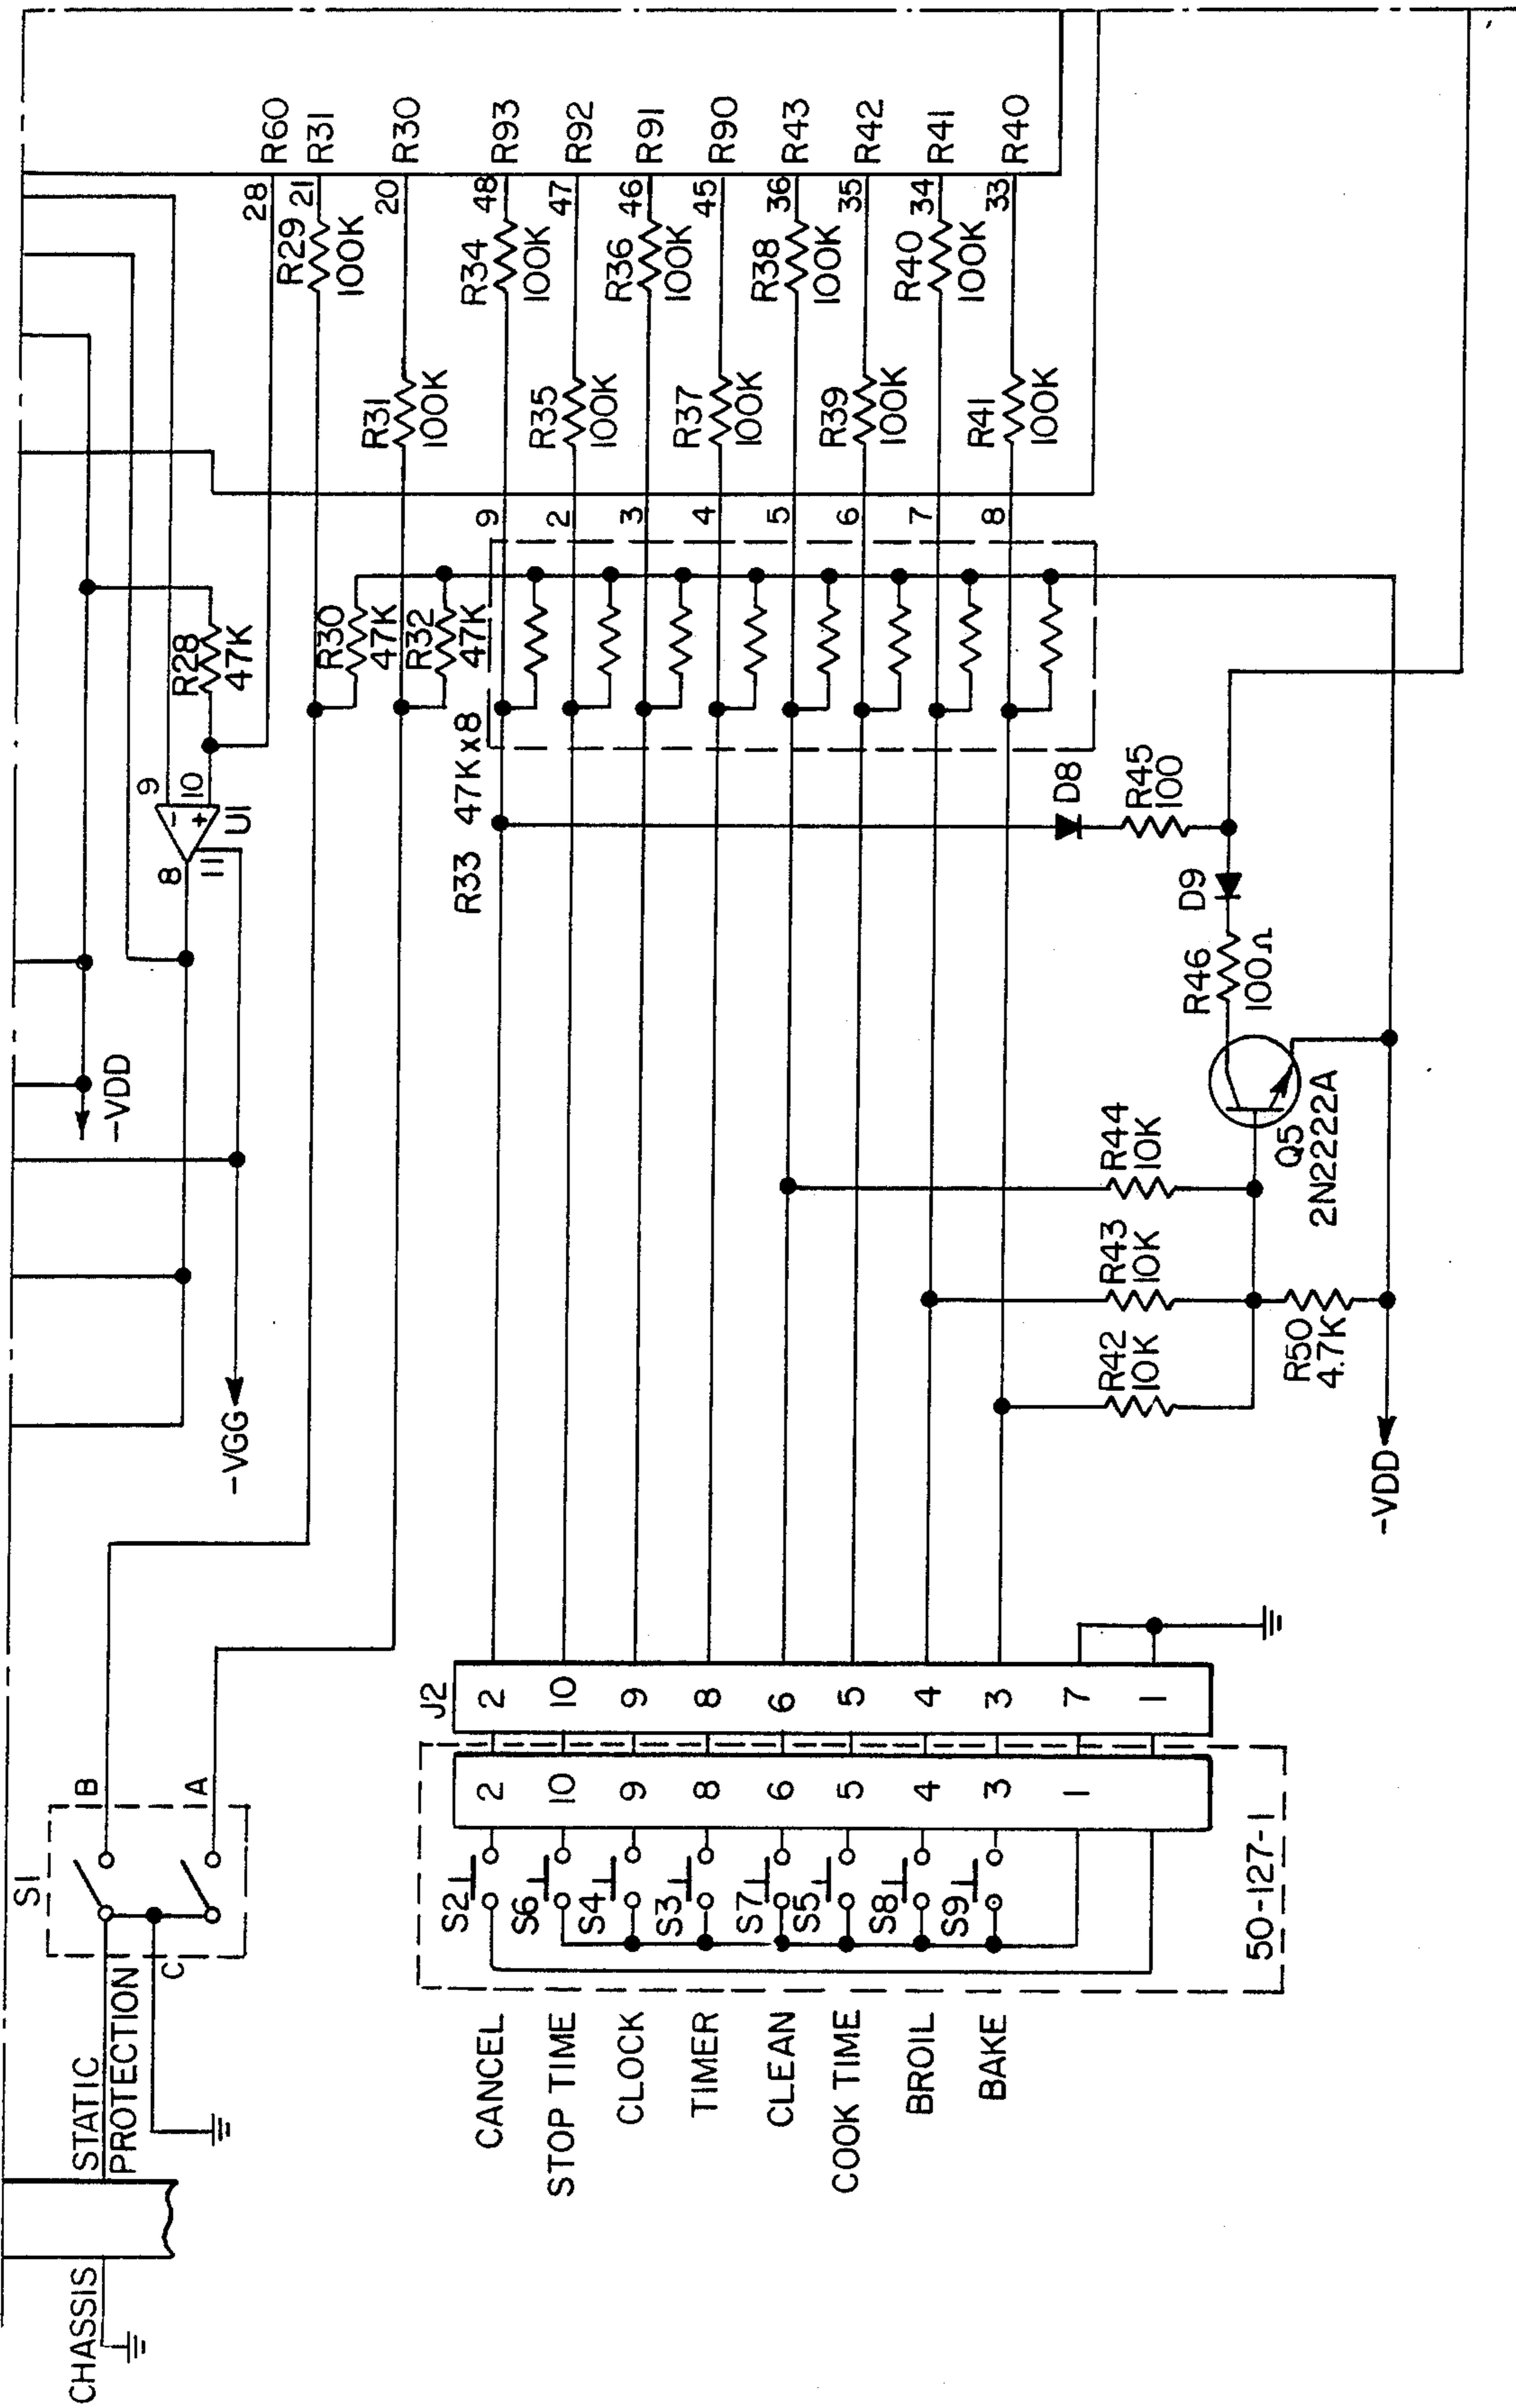 CHASSIS
STATIC
PROTECTION
S1
B
A
C
-VDD
-VGG
8
11
9
10
-
+
U1
R28
47K
28
R60
R29
100K
21
R31
R31
100K
20
R30
R30
47K
R32
47K
R33 47Kx8
CANCEL
STOP TIME
CLOCK
TIMER
CLEAN
COOK TIME
BROIL
BAKE
S2
S6
S4
S3
S7
S5
S8
S9
2
10
9
8
6
5
4
3
1
50-127-1
J2
2
10
9
8
6
5
4
3
7
1
9
2
3
4
5
6
7
8
R34
100K
48
R93
R35
100K
47
R92
R36
100K
46
R91
R37
100K
45
R90
R38
100K
36
R43
R39
100K
35
R42
R40
100K
34
R41
R41
100K
33
R40
D8
R45
100
D9
R46
100Ω
Q5
2N2222A
R44
10K
R43
10K
R42
10K
R50
4.7K
-VDD